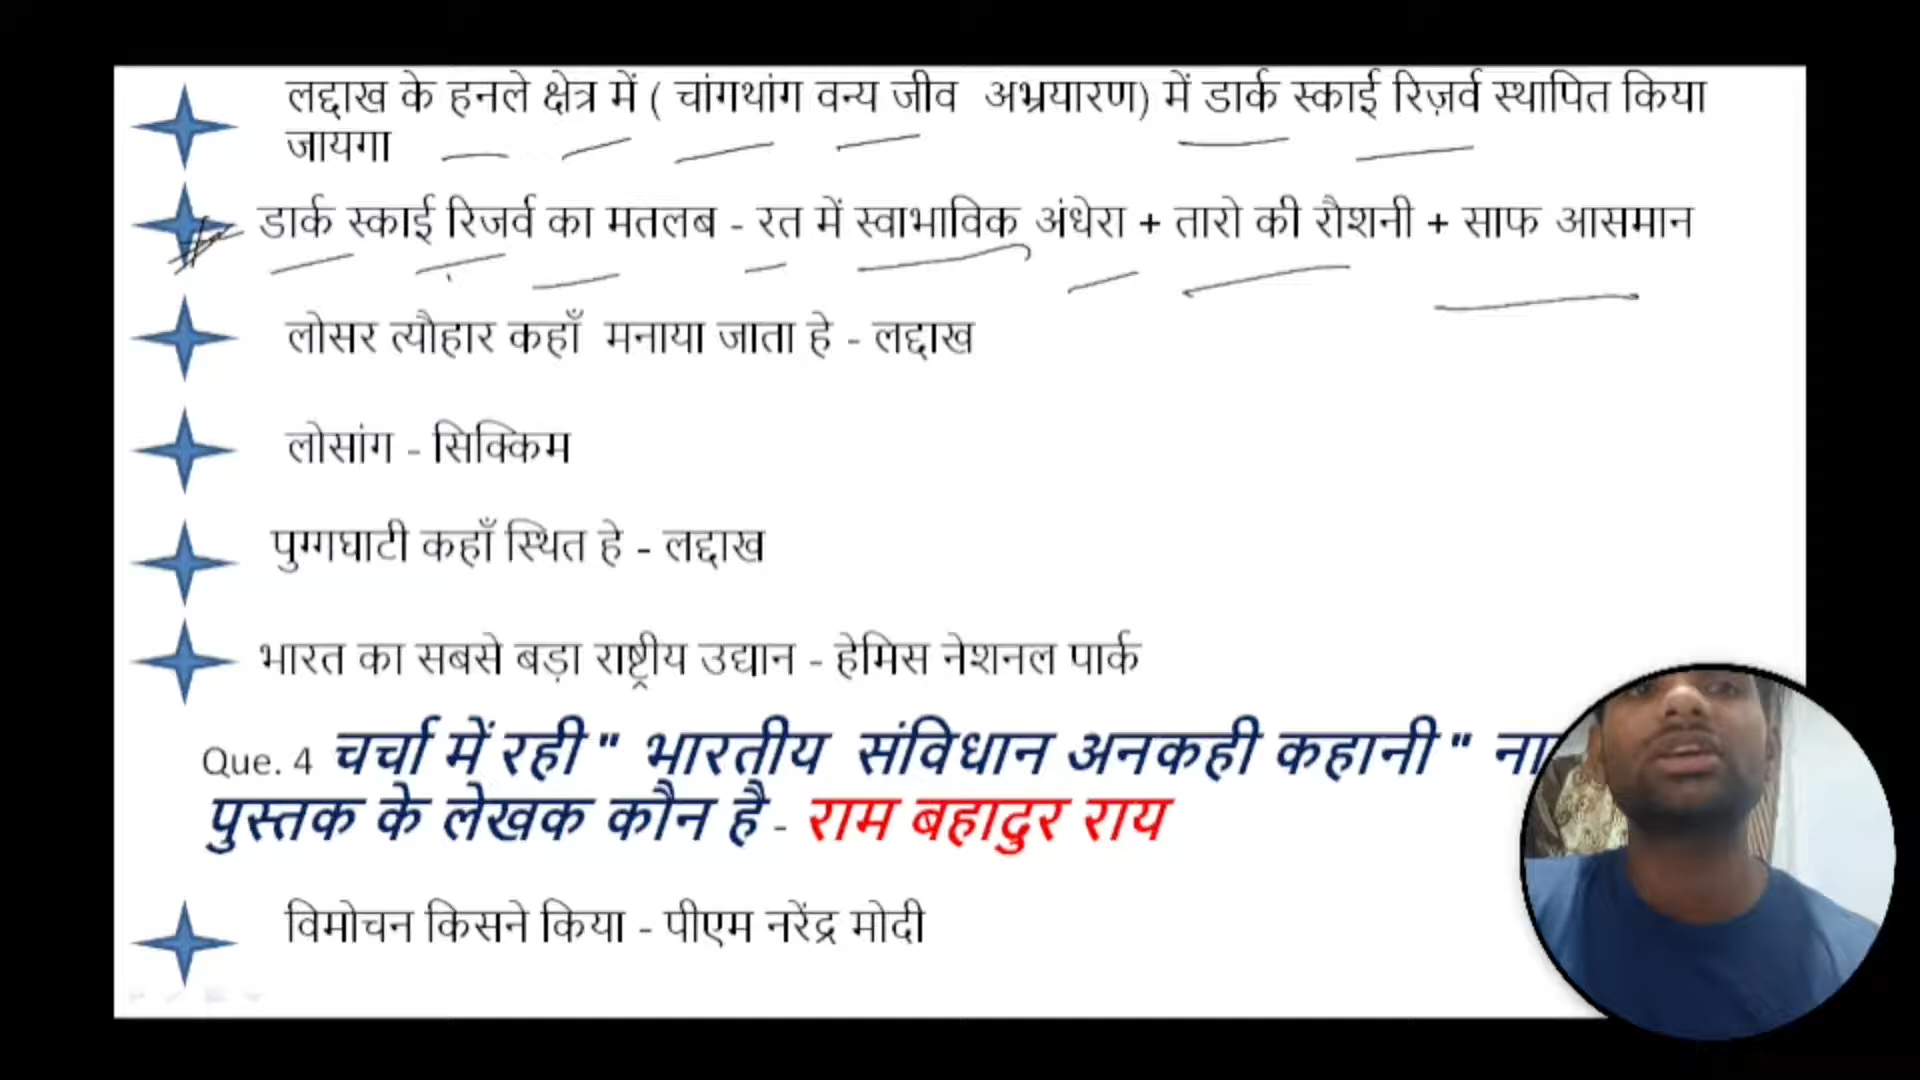 लद्दाख के हनले क्षेत्र में ( चांगथांग वन्य जीव अभ्रयारण) में डार्क स्काई रिज़र्व स्थापित किया
जायगा
डार्क स्काई रिजर्व का मतलब - रत में स्वाभाविक अंधेरा + तारो की रौशनी + साफ आसमान
लोसर त्यौहार कहाँ मनाया जाता हे - लद्दाख
लोसांग - सिक्किम
पुग्गघाटी कहाँ स्थित हे - लद्दाख
भारत का सबसे बड़ा राष्ट्रीय उद्यान - हेमिस नेशनल पार्क
Que. 4 चर्चा में रही " भारतीय संविधान अनकही कहानी "
पुस्तक के लेखक कौन है - राम बहादुर राय
विमोचन किसने किया - पीएम नरेंद्र मोदी